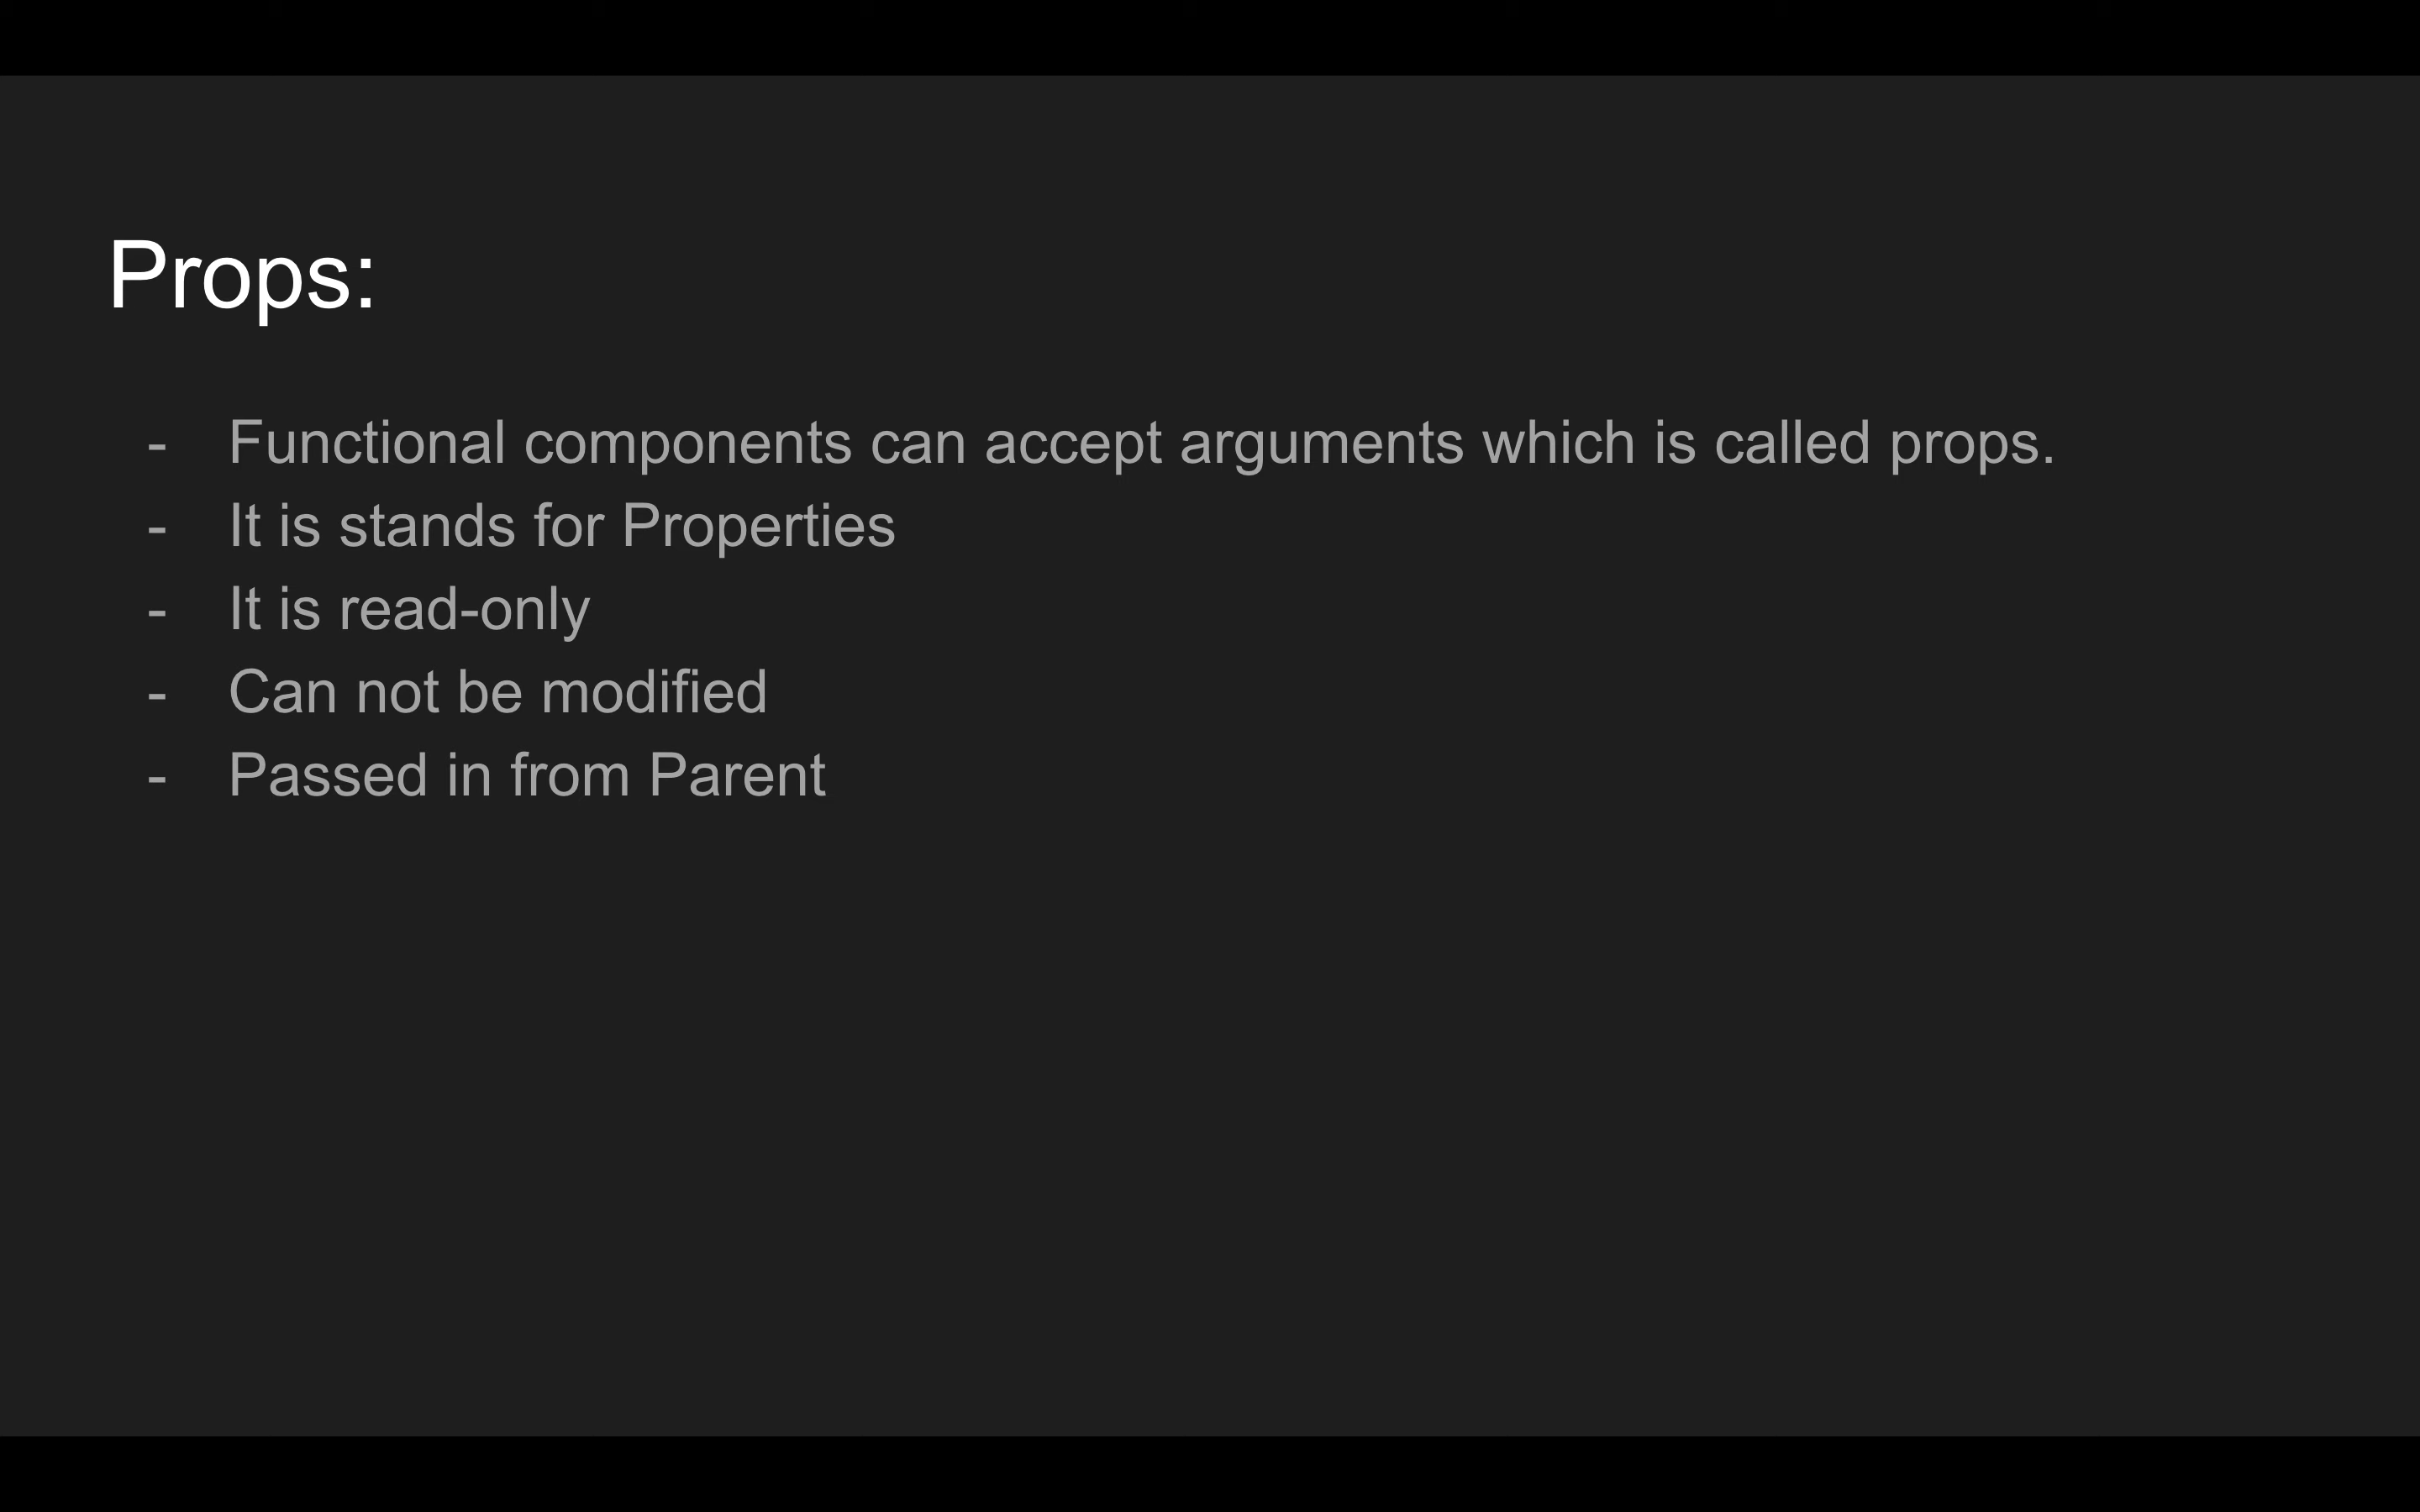 Props:
- Functional components can accept arguments which is called props.
- It is stands for Properties
- It is read-only
- Can not be modified
- Passed in from Parent